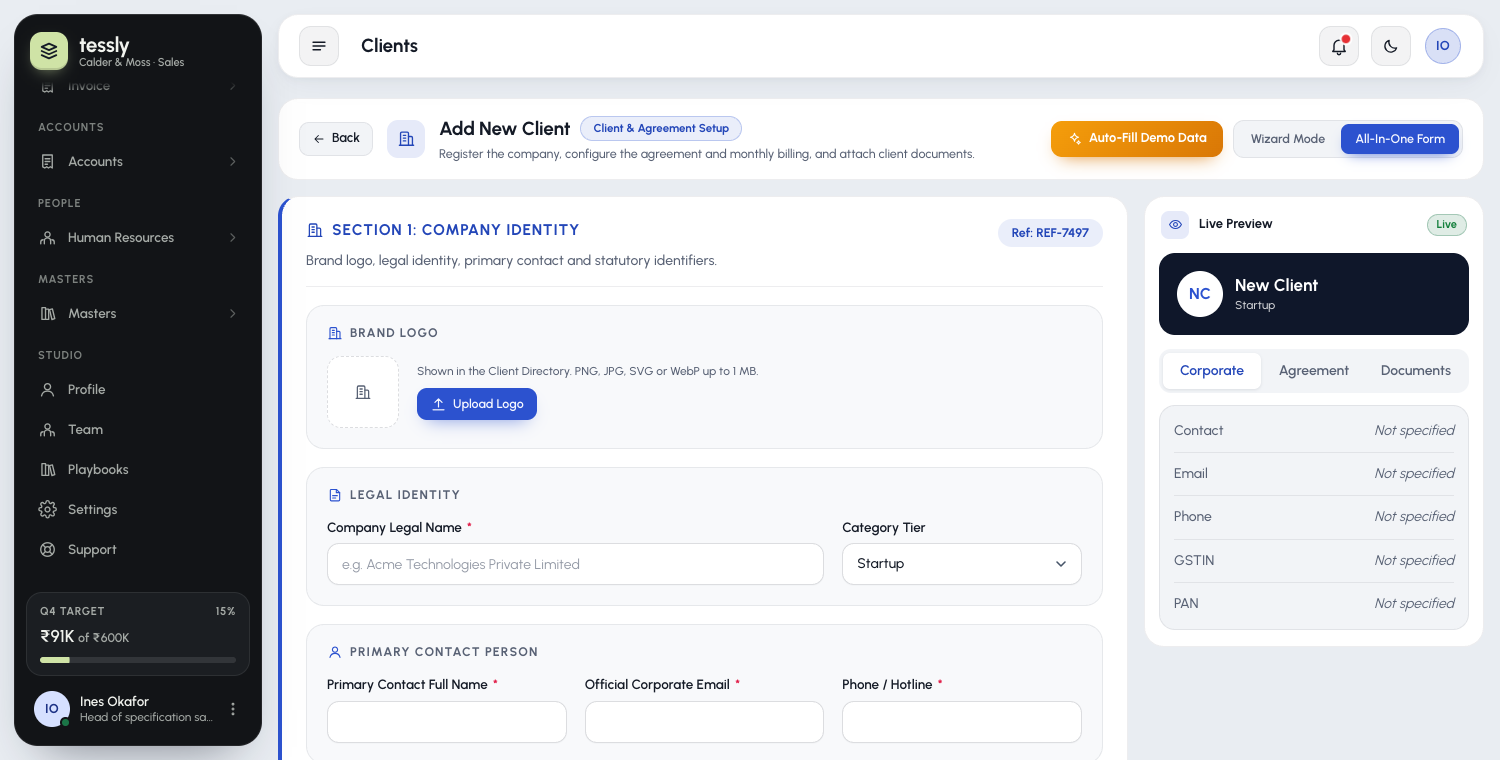 tessly
Calder & Moss · Sales
Invoice
ACCOUNTS
Accounts
PEOPLE
Human Resources
MASTERS
Masters
STUDIO
Profile
Team
Playbooks
Settings
Support
Q4 TARGET 15%
₹91K of ₹600K
IO Ines Okafor
Head of specification sa...
Clients
IO
Back
Add New Client Client & Agreement Setup
Register the company, configure the agreement and monthly billing, and attach client documents.
Auto-Fill Demo Data
Wizard Mode All-In-One Form
SECTION 1: COMPANY IDENTITY
Ref: REF-7497
Brand logo, legal identity, primary contact and statutory identifiers.
BRAND LOGO
Shown in the Client Directory. PNG, JPG, SVG or WebP up to 1 MB.
Upload Logo
LEGAL IDENTITY
Company Legal Name * Category Tier
e.g. Acme Technologies Private Limited Startup
PRIMARY CONTACT PERSON
Primary Contact Full Name * Official Corporate Email * Phone / Hotline *
Live Preview Live
NC New Client
Startup
Corporate Agreement Documents
Contact Not specified
Email Not specified
Phone Not specified
GSTIN Not specified
PAN Not specified